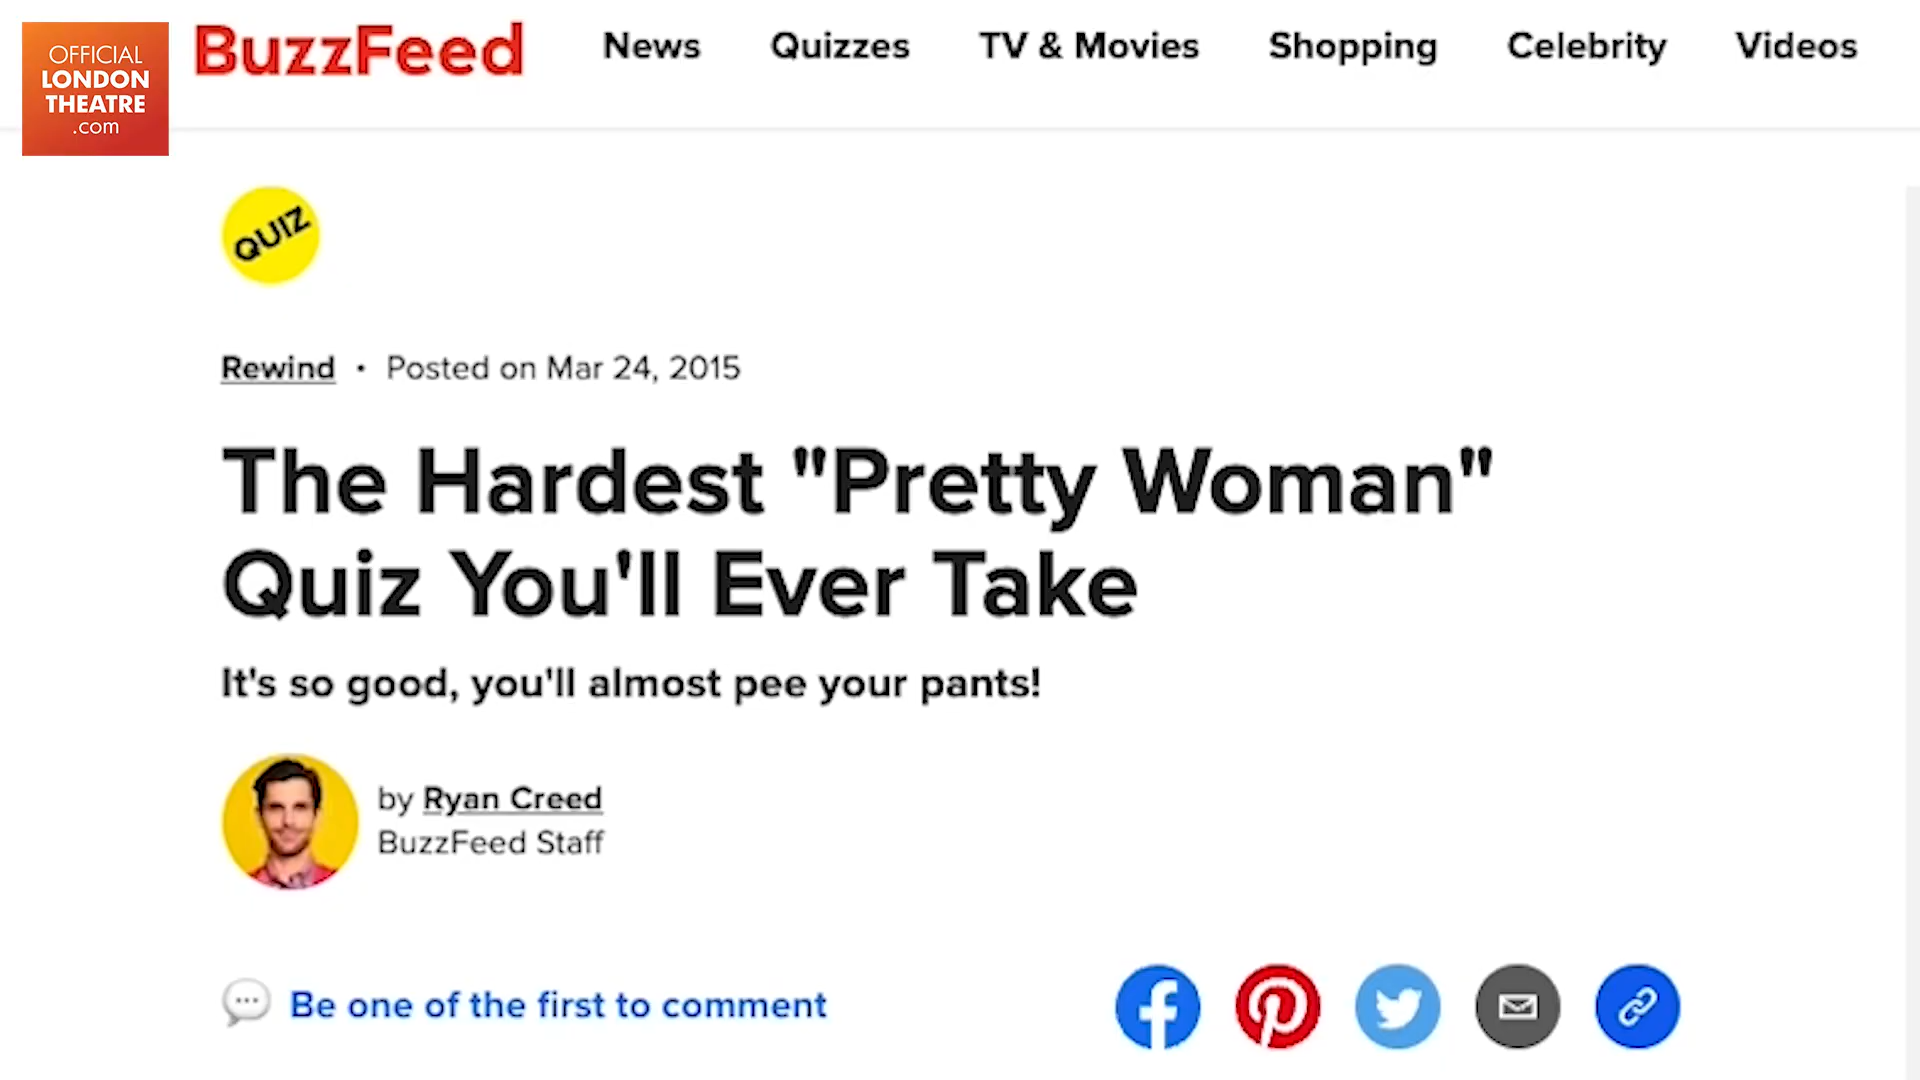 OFFICIAL
LONDON
THEATRE
.com
BuzzFeed News Quizzes TV & Movies Shopping Celebrity Videos
QUIZ
Rewind • Posted on Mar 24, 2015
The Hardest "Pretty Woman"
Quiz You'll Ever Take
It's so good, you'll almost pee your pants!
by Ryan Creed
BuzzFeed Staff
Be one of the first to comment